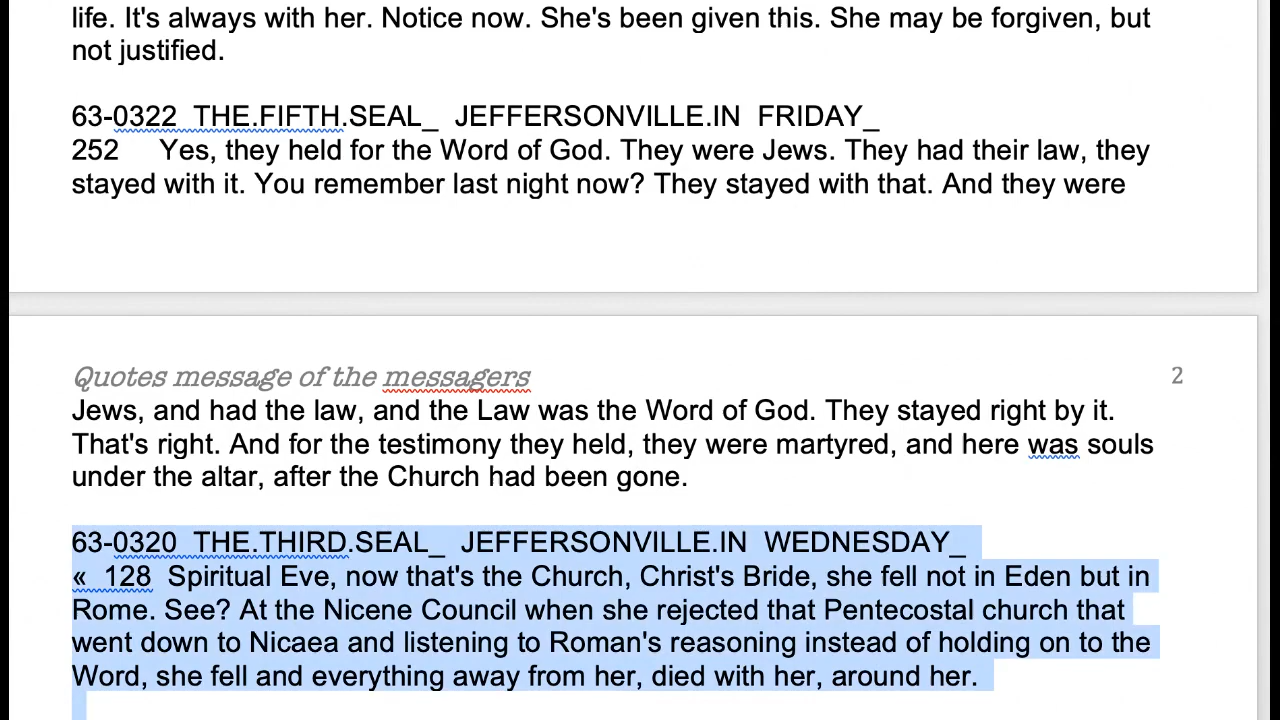 life. It's always with her. Notice now. She's been given this. She may be forgiven, but
not justified.
63-0322  THE.FIFTH.SEAL_  JEFFERSONVILLE.IN  FRIDAY_
252     Yes, they held for the Word of God. They were Jews. They had their law, they
stayed with it. You remember last night now? They stayed with that. And they were
Quotes message of the messagers 2
Jews, and had the law, and the Law was the Word of God. They stayed right by it.
That's right. And for the testimony they held, they were martyred, and here was souls
under the altar, after the Church had been gone.
63-0320  THE.THIRD.SEAL_  JEFFERSONVILLE.IN  WEDNESDAY_
«  128  Spiritual Eve, now that's the Church, Christ's Bride, she fell not in Eden but in
Rome. See? At the Nicene Council when she rejected that Pentecostal church that
went down to Nicaea and listening to Roman's reasoning instead of holding on to the
Word, she fell and everything away from her, died with her, around her.